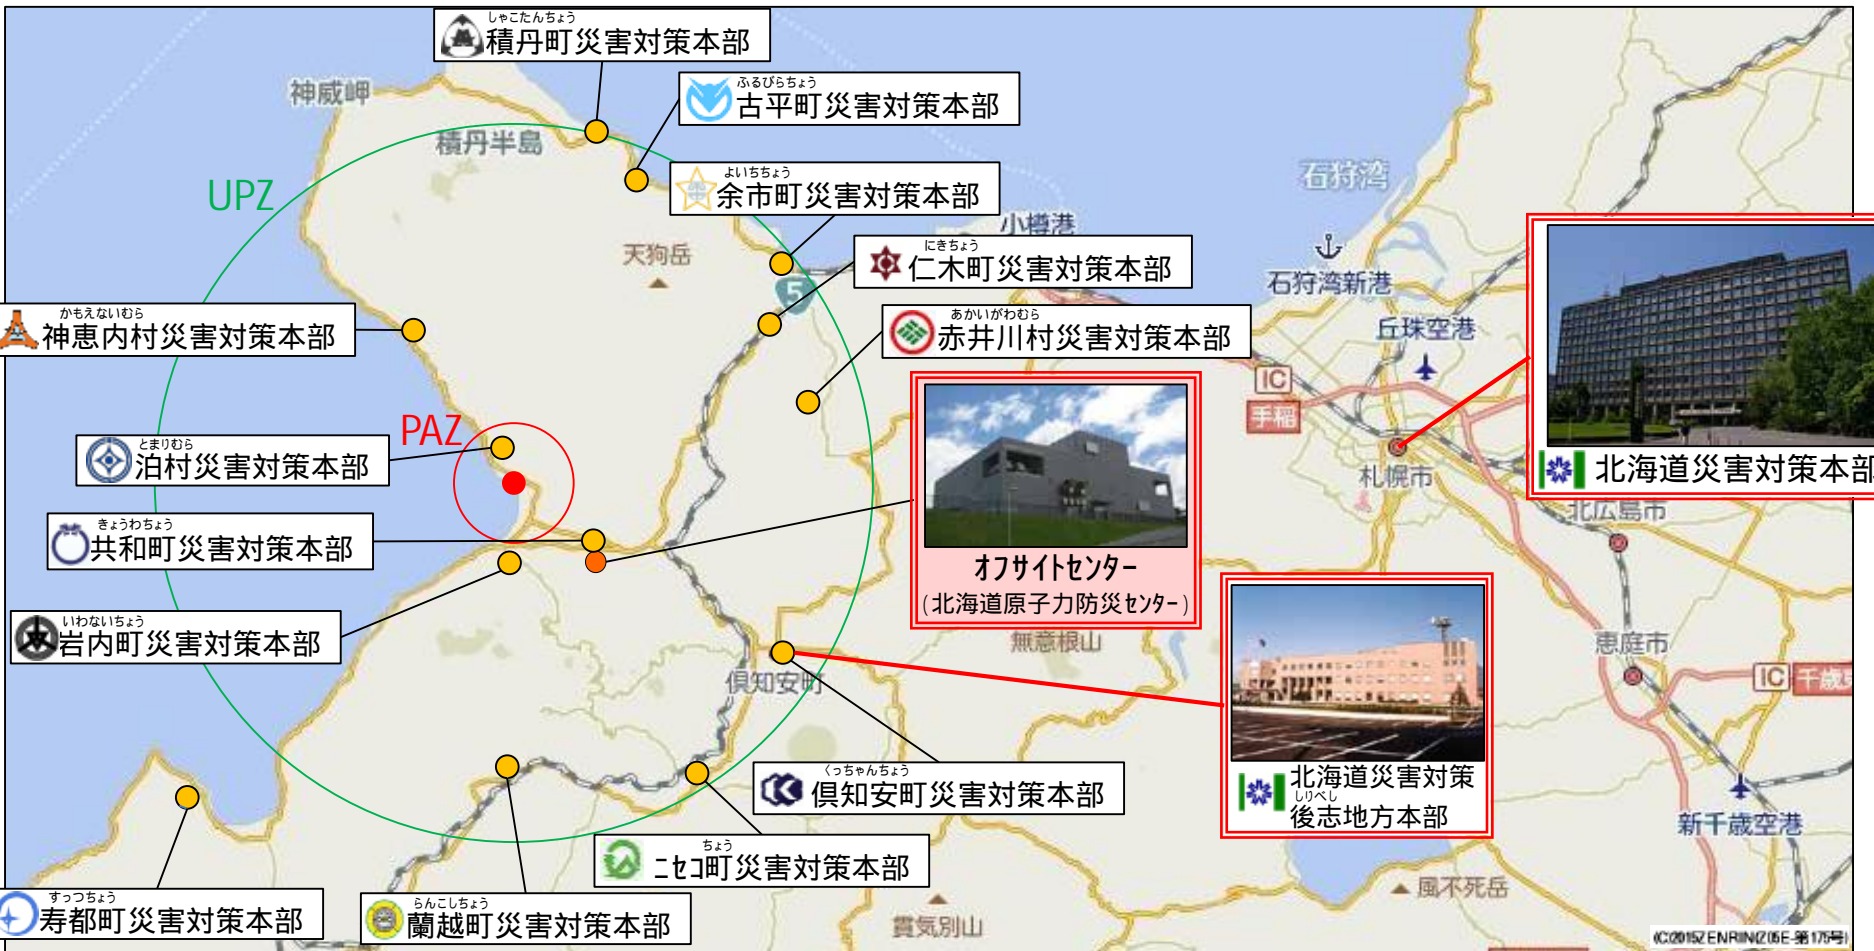 しゃこたんちょう
積丹町災害対策本部
ふるびらちょう
古平町災害対策本部
神威岬
積丹半島
UPZ
よいちちょう
余市町災害対策本部
石狩湾
小樽港
天狗岳
にきちょう
仁木町災害対策本部
石狩湾新港
5
かもえないむら
神恵内村災害対策本部
あかいがわむら
赤井川村災害対策本部
丘珠空港
IC
手稲
PAZ
とまりむら
泊村災害対策本部
札幌市
北海道災害対策本部
北広島市
きょうわちょう
共和町災害対策本部
オフサイトセンター
(北海道原子力防災センター)
いわないちょう
岩内町災害対策本部
無意根山
恵庭市
倶知安町
IC
千歳
くっちゃんちょう
倶知安町災害対策本部
北海道災害対策
しりべし
後志地方本部
新千歳空港
ちょう
ニセコ町災害対策本部
風不死岳
すっつちょう
寿都町災害対策本部
らんこしちょう
蘭越町災害対策本部
貫気別山
(C)2015ZENRIN(Z05E-第175号)